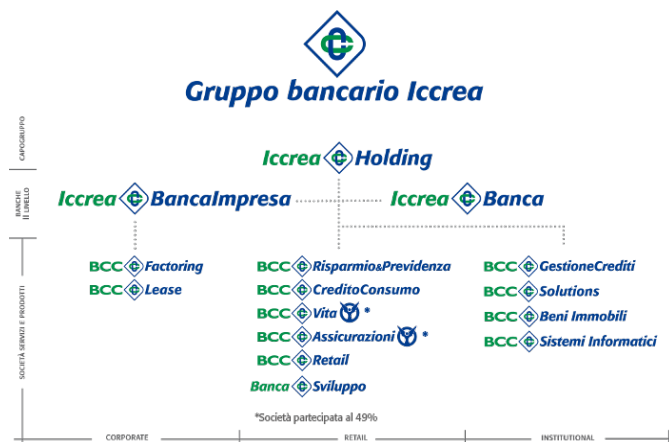 Gruppo bancario Iccrea
CAPOGRUPPO
Iccrea Holding
BANCHE
II LIVELLO
Iccrea BancaImpresa
Iccrea Banca
SOCIETÀ SERVIZI E PRODOTTI
BCC Factoring
BCC Lease
BCC Risparmio&Previdenza
BCC CreditoConsumo
BCC Vita *
BCC Assicurazioni *
BCC Retail
Banca Sviluppo
BCC GestioneCrediti
BCC Solutions
BCC Beni Immobili
BCC Sistemi Informatici
*Società partecipata al 49%
CORPORATE
RETAIL
INSTITUTIONAL